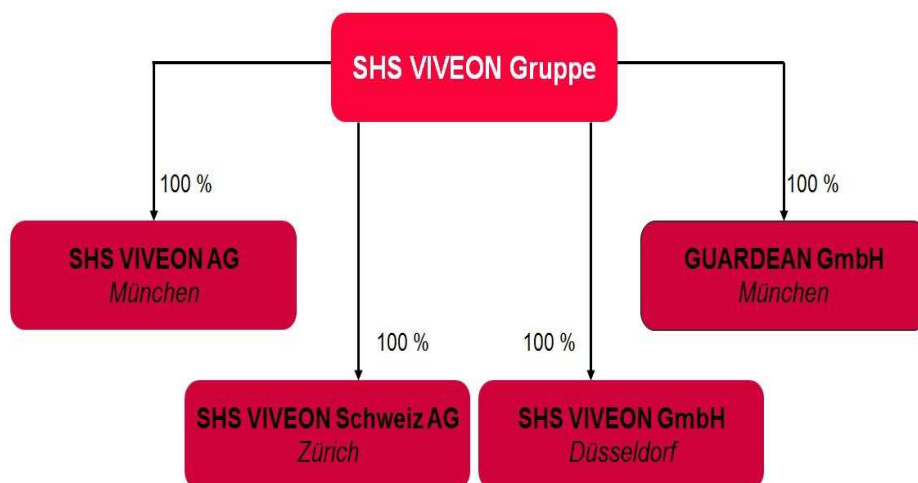 SHS VIVEON Gruppe
100 %
100 %
SHS VIVEON AG
München
GUARDEAN GmbH
München
100 %
100 %
SHS VIVEON Schweiz AG
Zürich
SHS VIVEON GmbH
Düsseldorf